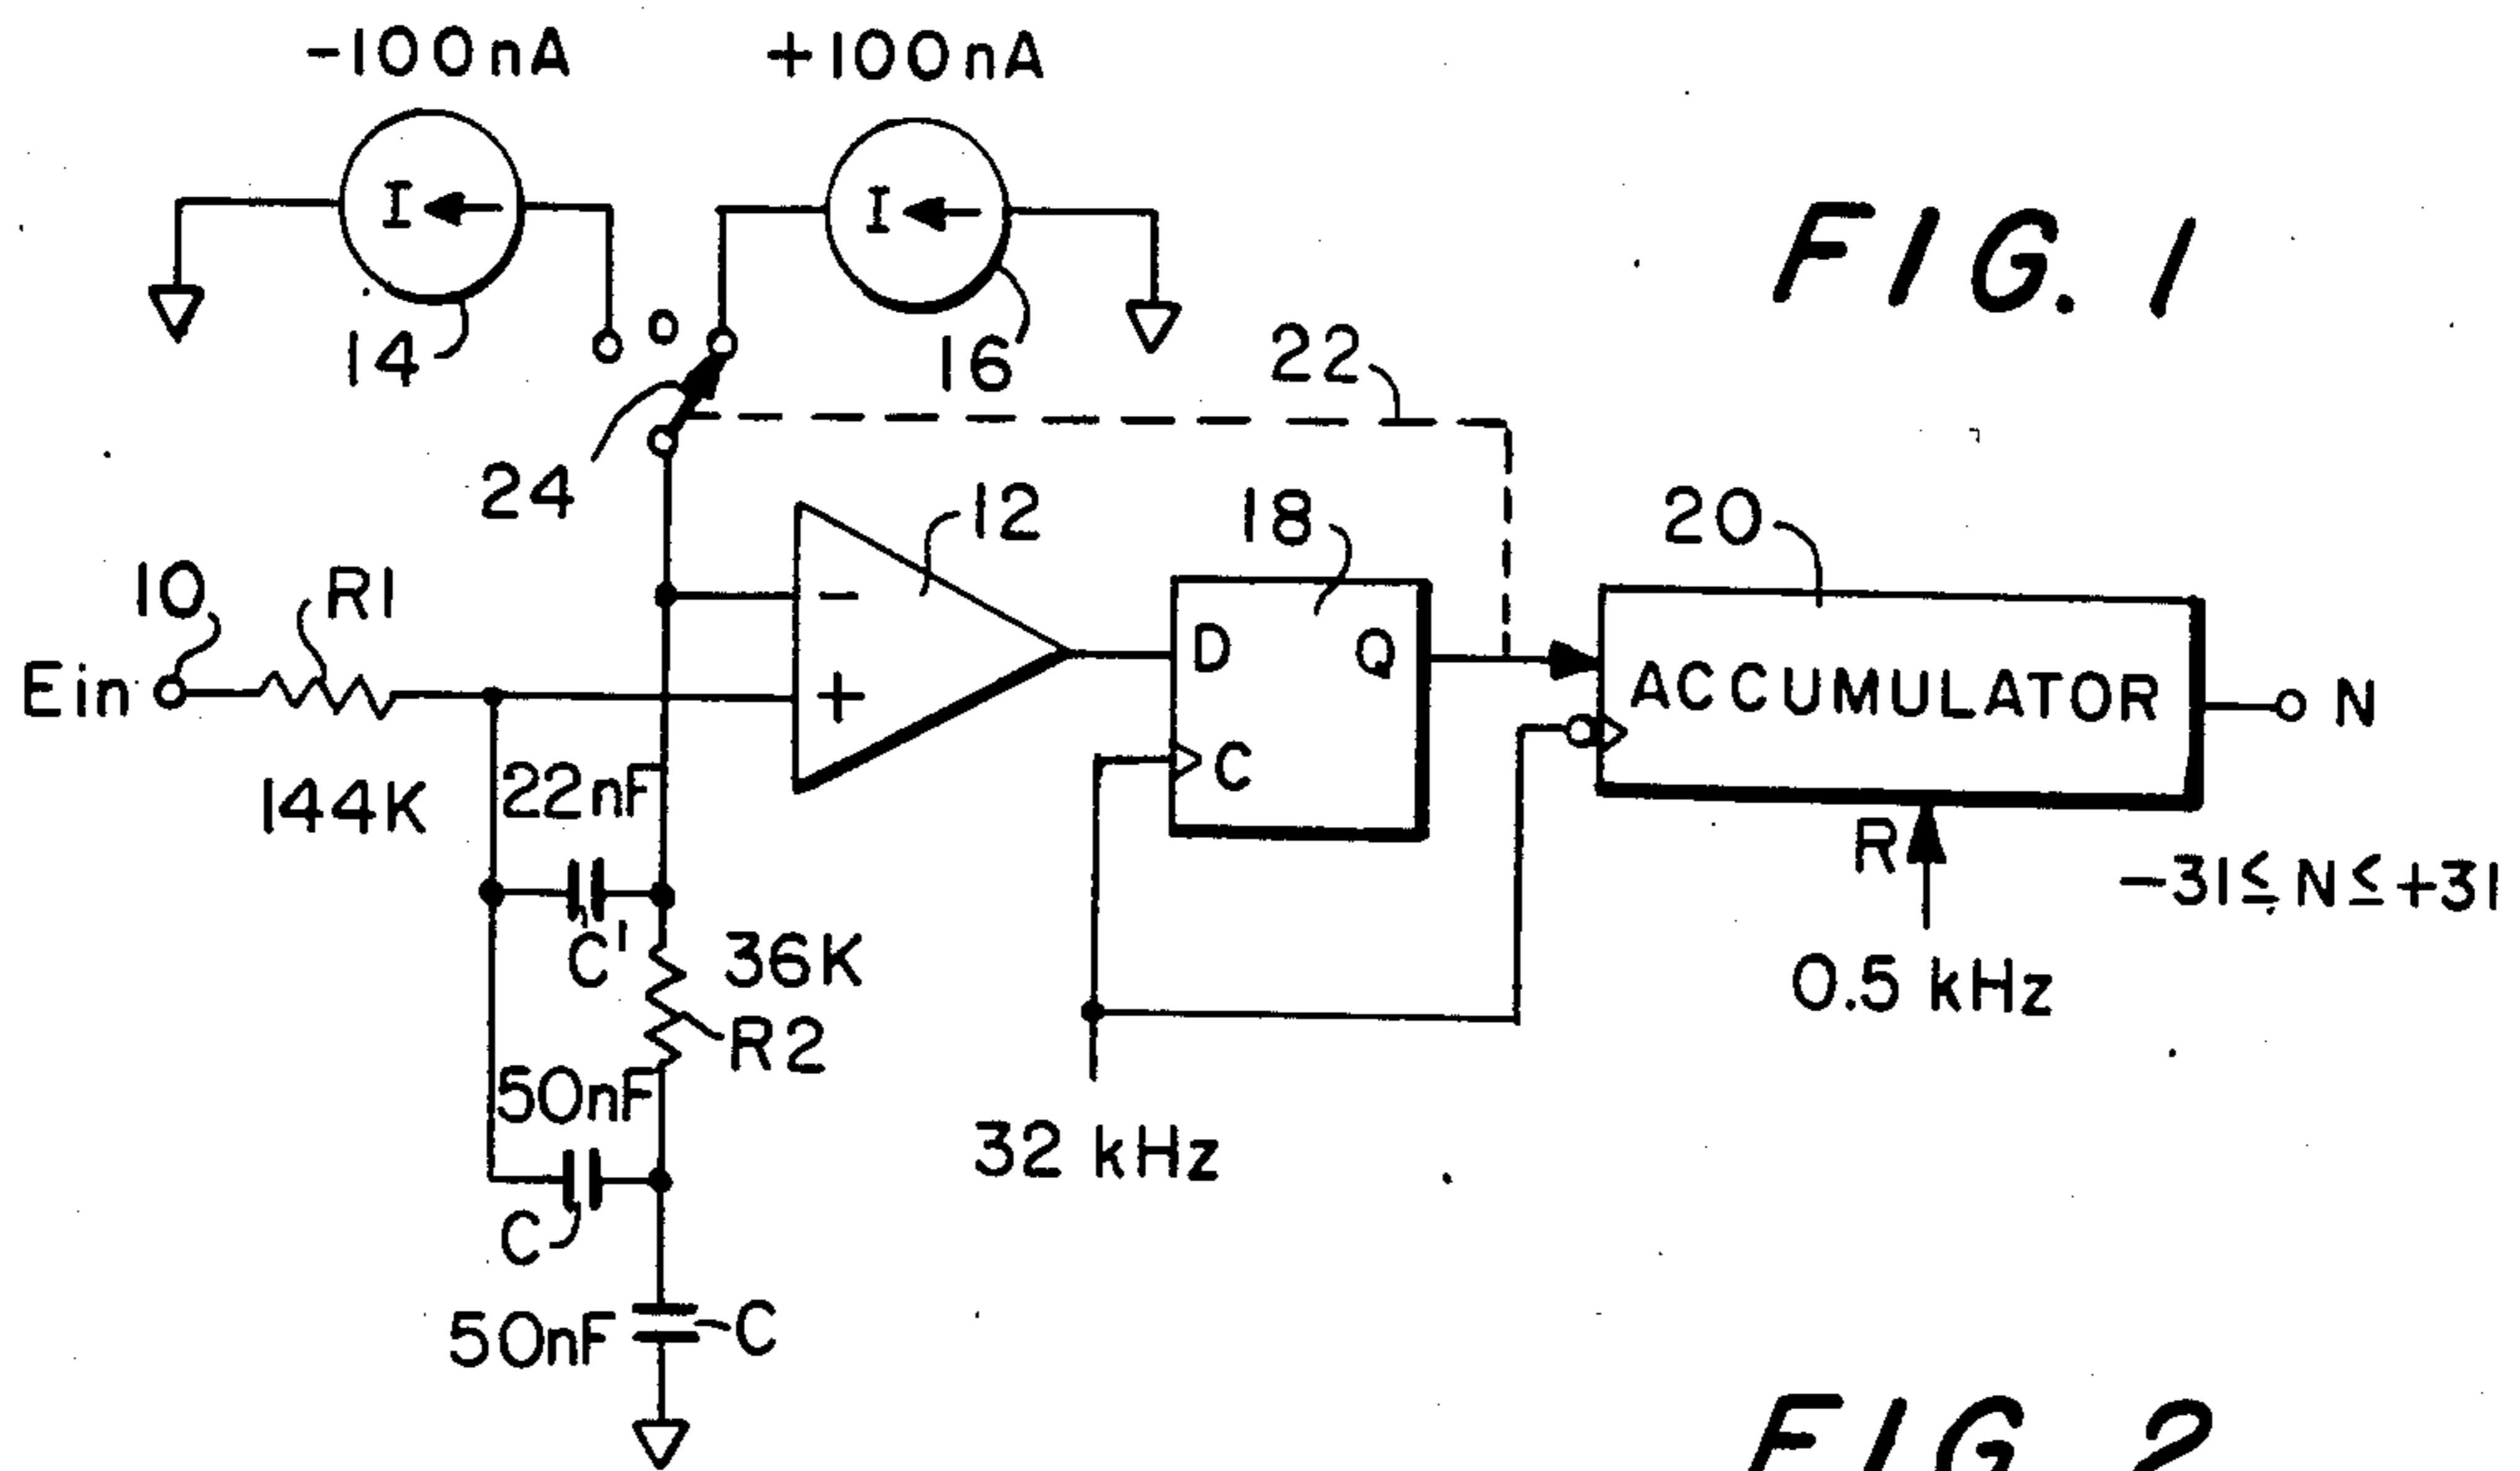 -100nA
+100nA
I
I
FIG. 1
14
16
22
24
12
18
20
10
R1
Ein
-
+
D
Q
C
ACCUMULATOR
N
144K
22nF
R
-31≤N≤+31
C'
36K
R2
0.5 kHz
50nF
32 kHz
C
50nF
C
FIG. 2